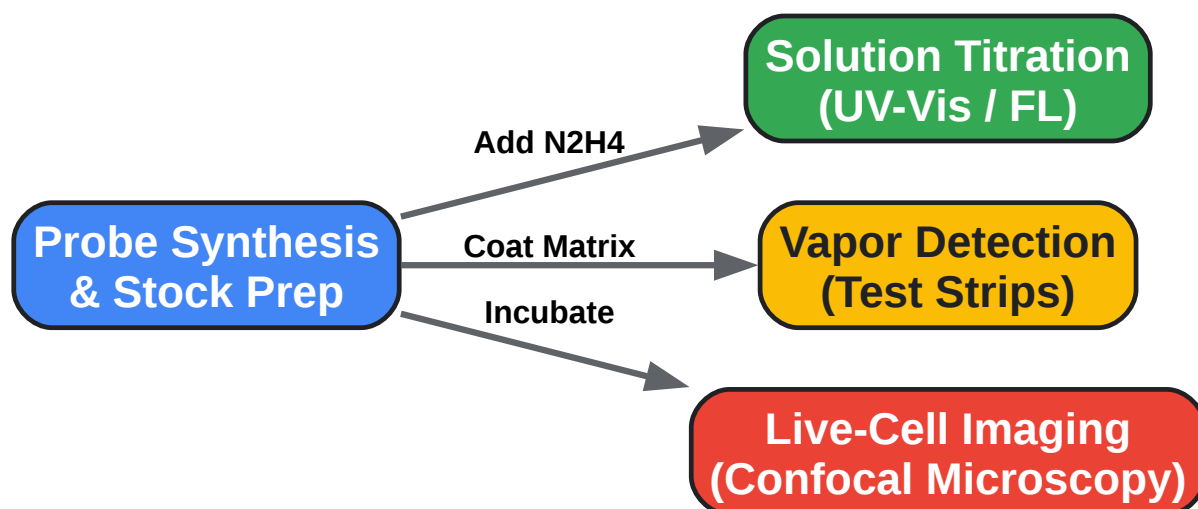 Solution Titration
(UV-Vis / FL)
Add N2H4
Probe Synthesis
& Stock Prep
Coat Matrix
Vapor Detection
(Test Strips)
Incubate
Live-Cell Imaging
(Confocal Microscopy)